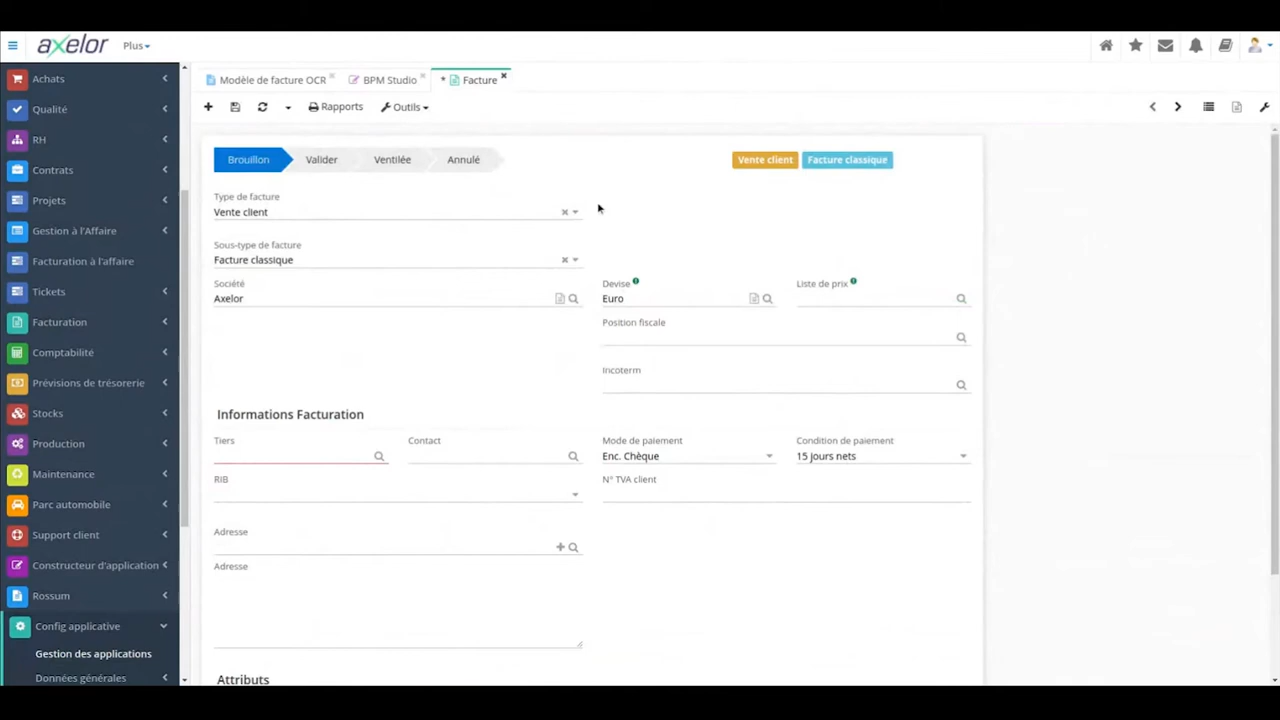 axelor Plus
Achats
Qualité
RH
Contrats
Projets
Gestion à l'Affaire
Facturation à l'affaire
Tickets
Facturation
Comptabilité
Prévisions de trésorerie
Stocks
Production
Maintenance
Parc automobile
Support client
Constructeur d'application
Rossum
Config applicative
Gestion des applications
Données générales
Modèle de facture OCR × BPM Studio × * Facture ×
Rapports Outils
Brouillon Valider Ventilée Annulé Vente client Facture classique
Type de facture
Vente client
Sous-type de facture
Facture classique
Société Devise Liste de prix
Axelor Euro
Position fiscale
Incoterm
Informations Facturation
Tiers Contact Mode de paiement Condition de paiement
Enc. Chèque 15 jours nets
RIB N° TVA client
Adresse
Adresse
Attributs